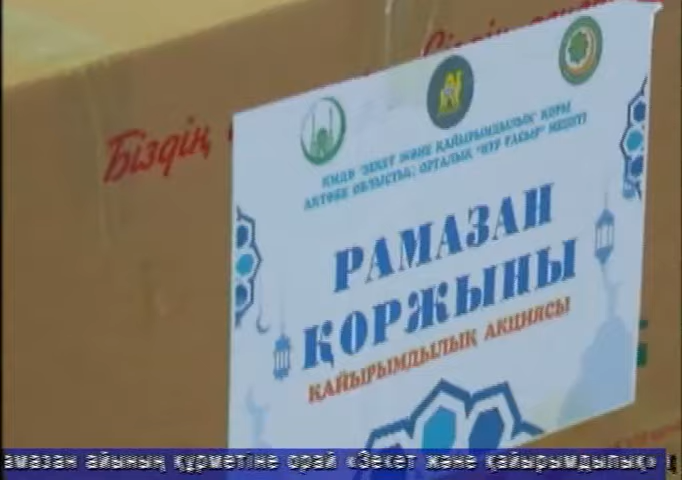 Біздің
ҚМДБ "ЗЕКЕТ ЖӘНЕ ҚАЙЫРЫМДЫЛЫҚ" ҚОРЫ
АҚТӨБЕ ОБЛЫСТЫҚ ОРТАЛЫҚ "НҰР ҒАСЫР" МЕШІТІ
РАМАЗАН
ҚОРЖЫНЫ
ҚАЙЫРЫМДЫЛЫҚ АКЦИЯСЫ
амазан айының құрметіне орай «Зекет және қайырымдылық»